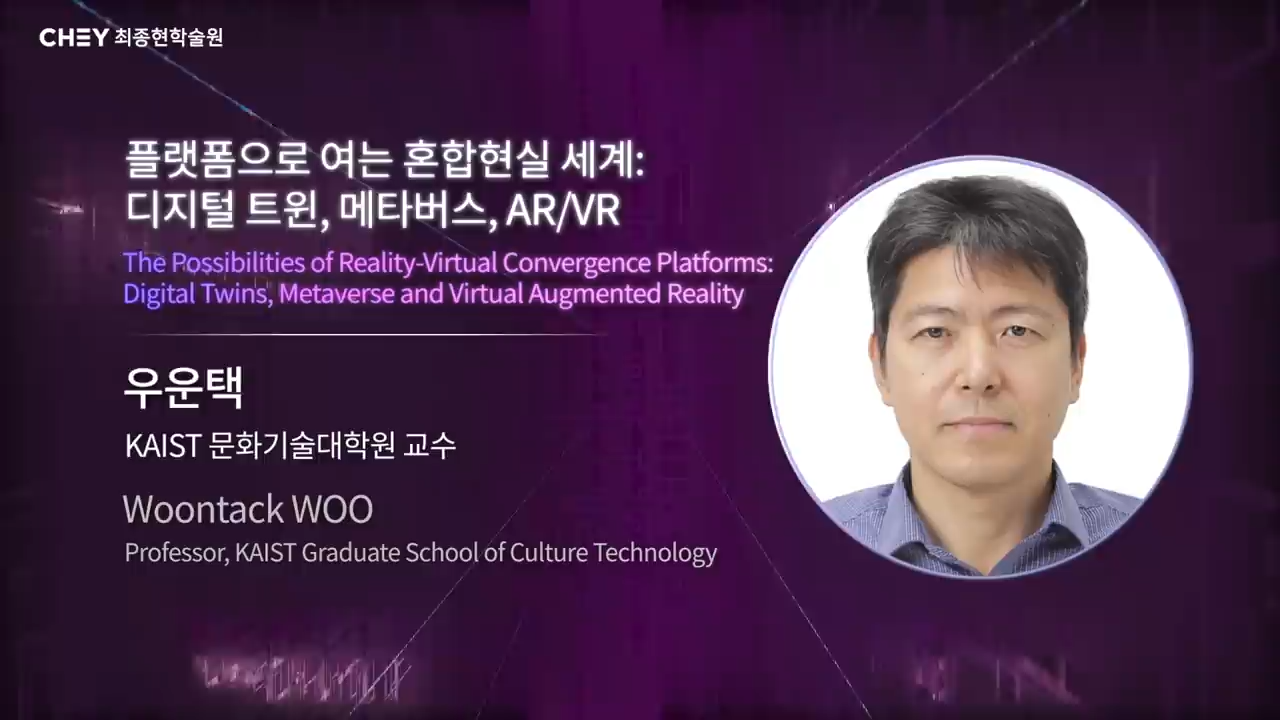 CHEY 최종현학술원
플랫폼으로 여는 혼합현실 세계:
디지털 트윈, 메타버스, AR/VR
The Possibilities of Reality-Virtual Convergence Platforms:
Digital Twins, Metaverse and Virtual Augmented Reality
우운택
KAIST 문화기술대학원 교수
Woontack WOO
Professor, KAIST Graduate School of Culture Technology